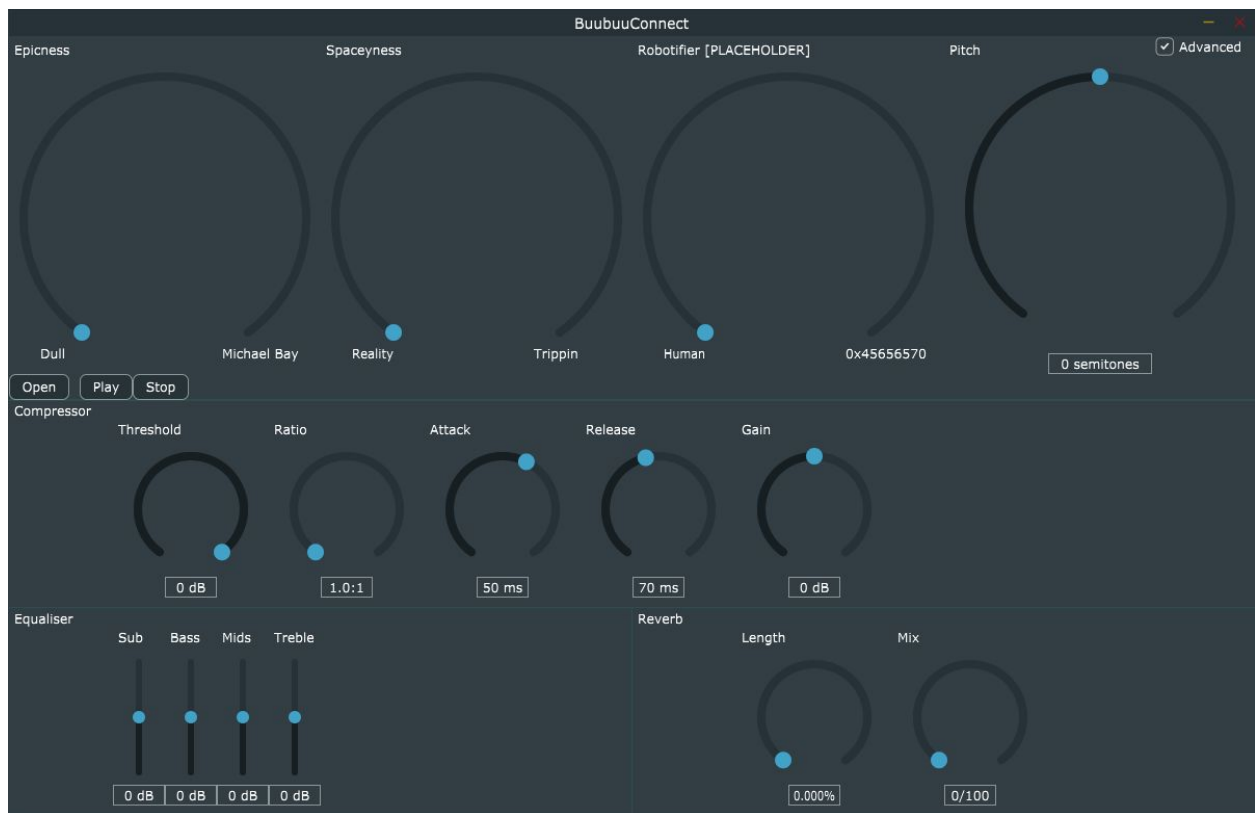 BuubuuConnect
Epicness Spaceyness Robotifier [PLACEHOLDER] Pitch Advanced
Dull Michael Bay Reality Trippin Human 0x45656570
0 semitones
Open Play Stop
Compressor
Threshold Ratio Attack Release Gain
0 dB 1.0:1 50 ms 70 ms 0 dB
Equaliser
Sub Bass Mids Treble
0 dB 0 dB 0 dB 0 dB
Reverb
Length Mix
0.000% 0/100